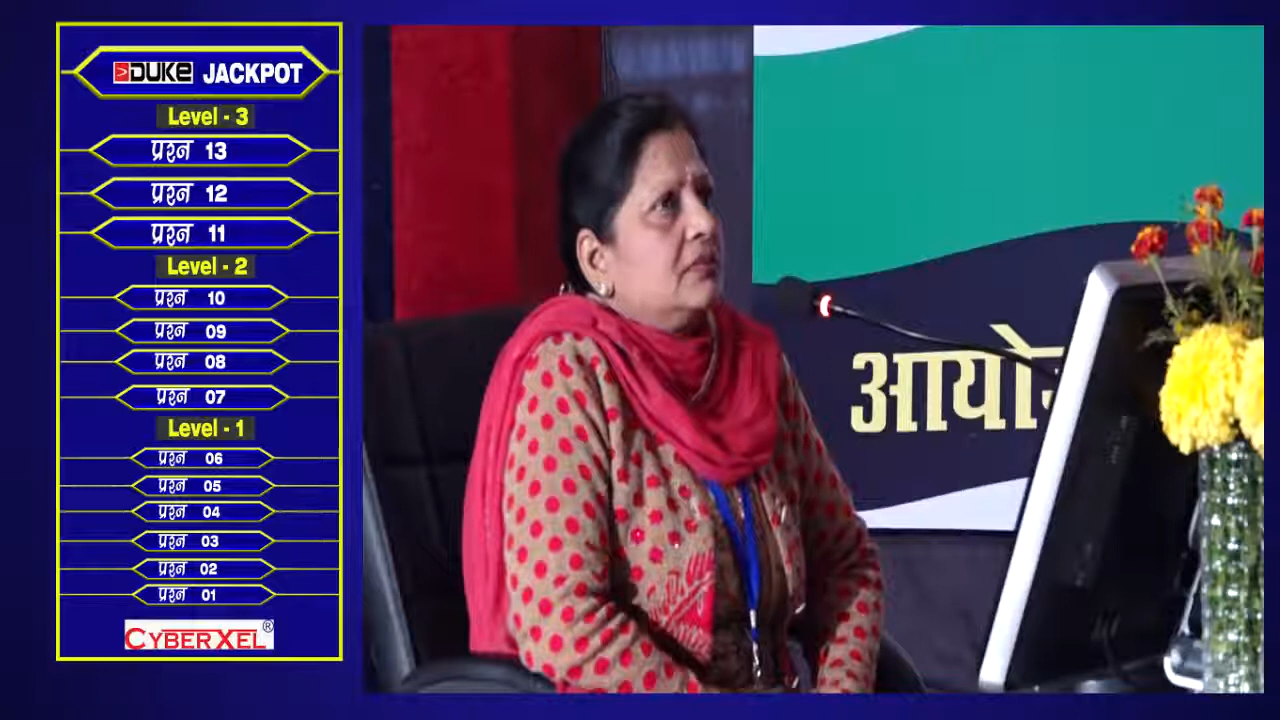 DUKE JACKPOT
Level - 3
प्रश्न 13
प्रश्न 12
प्रश्न 11
Level - 2
प्रश्न 10
प्रश्न 09
प्रश्न 08
प्रश्न 07
Level - 1
प्रश्न 06
प्रश्न 05
प्रश्न 04
प्रश्न 03
प्रश्न 02
प्रश्न 01
CYBERXEL®